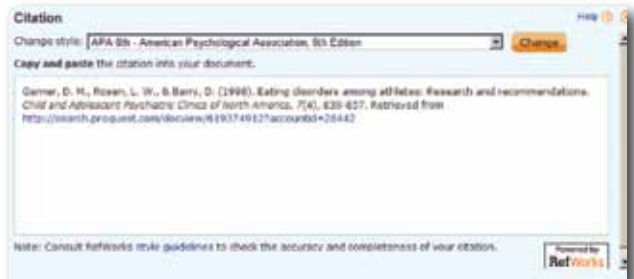 Citation
Help
Change style: APA 6th - American Psychological Association, 6th Edition
Change
Copy and paste the citation into your document.
Garner, D. M., Rosen, L. W., & Barry, D. (1998). Eating disorders among athletes: Research and recommendations.
Child and Adolescent Psychiatric Clinics of North America, 7(4), 839-857. Retrieved from
http://search.proquest.com/docview/619374912?accountid=28442
Note: Consult RefWorks style guidelines to check the accuracy and completeness of your citation.
Powered by
RefWorks